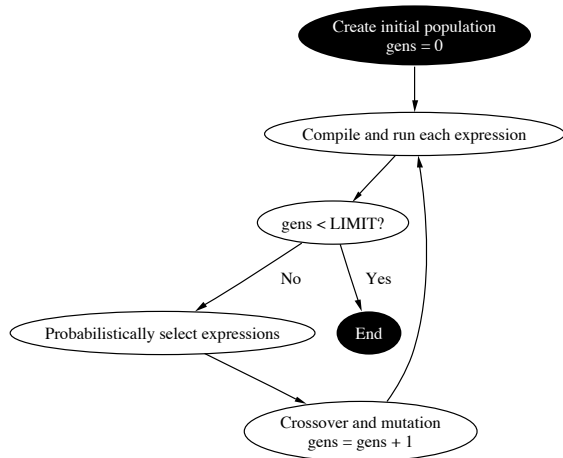 Create initial population
gens = 0
Compile and run each expression
gens < LIMIT?
No
Yes
Probabilistically select expressions
End
Crossover and mutation
gens = gens + 1